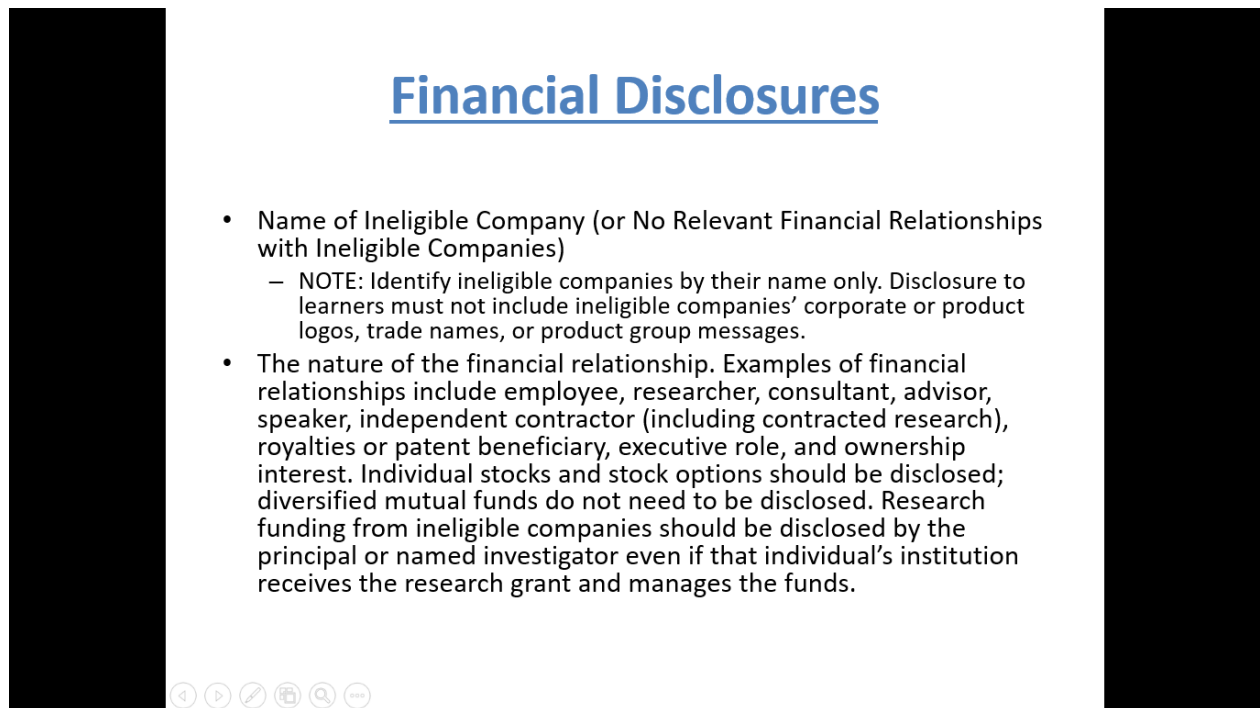 Financial Disclosures
• Name of Ineligible Company (or No Relevant Financial Relationships
with Ineligible Companies)
– NOTE: Identify ineligible companies by their name only. Disclosure to
learners must not include ineligible companies’ corporate or product
logos, trade names, or product group messages.
• The nature of the financial relationship. Examples of financial
relationships include employee, researcher, consultant, advisor,
speaker, independent contractor (including contracted research),
royalties or patent beneficiary, executive role, and ownership
interest. Individual stocks and stock options should be disclosed;
diversified mutual funds do not need to be disclosed. Research
funding from ineligible companies should be disclosed by the
principal or named investigator even if that individual’s institution
receives the research grant and manages the funds.